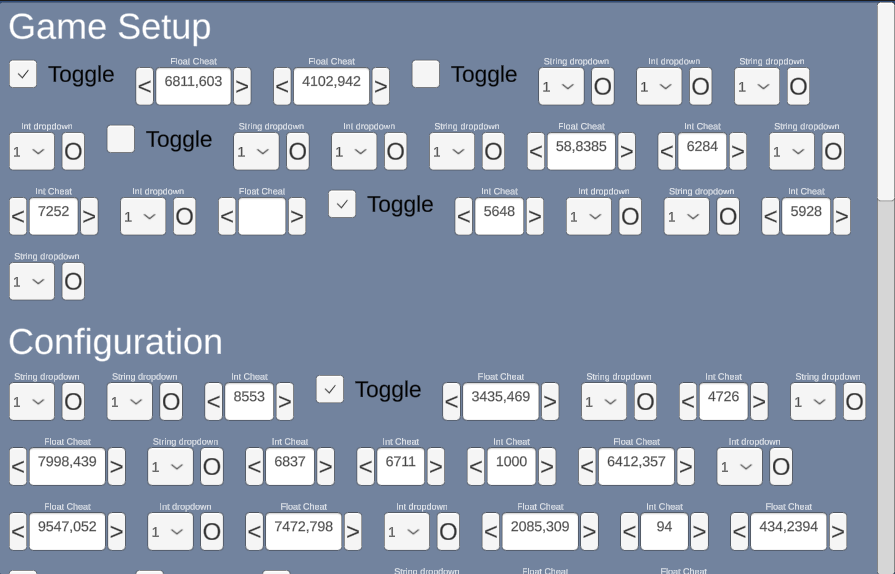 Game Setup
Float Cheat Float Cheat String dropdown Int dropdown String dropdown
Toggle < 6811,603 > < 4102,942 > Toggle 1 O 1 O 1 O
Int dropdown String dropdown Int dropdown String dropdown Float Cheat Int Cheat String dropdown
1 O Toggle 1 O 1 O 1 O < 58,8385 > < 6284 > 1 O
Int Cheat Int dropdown Float Cheat Int Cheat Int dropdown String dropdown Int Cheat
< 7252 > 1 O < > Toggle < 5648 > 1 O 1 O < 5928 >
String dropdown
1 O
Configuration
String dropdown String dropdown Int Cheat Float Cheat String dropdown Int Cheat String dropdown
1 O 1 O < 8553 > Toggle < 3435,469 > 1 O < 4726 > 1 O
Float Cheat String dropdown Int Cheat Int Cheat Int Cheat Float Cheat Int dropdown
< 7998,439 > 1 O < 6837 > < 6711 > < 1000 > < 6412,357 > 1 O
Float Cheat Int dropdown Float Cheat Int dropdown Float Cheat Int Cheat Float Cheat
< 9547,052 > 1 O < 7472,798 > 1 O < 2085,309 > < 94 > < 434,2394 >
String dropdown Float Cheat Float Cheat